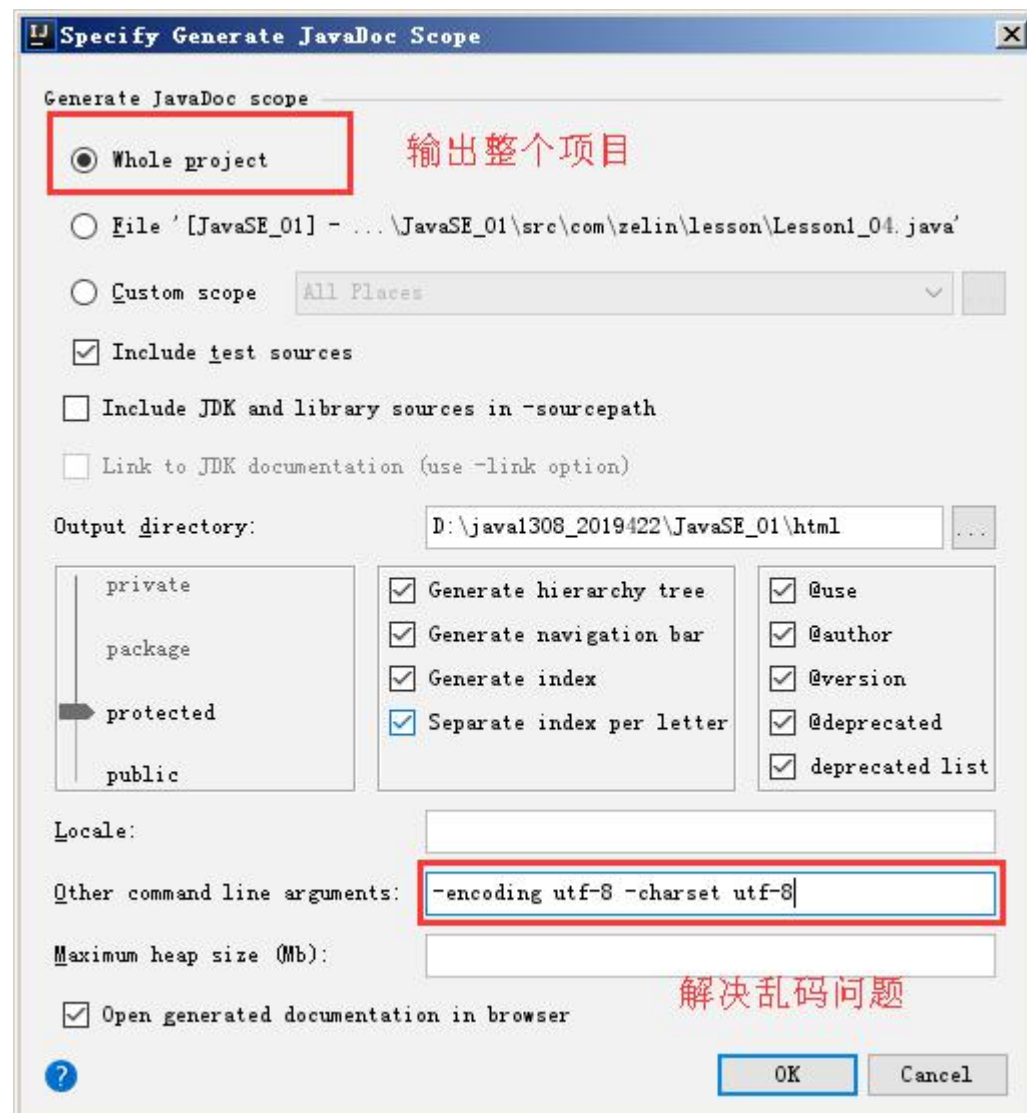 Specify Generate JavaDoc Scope
Generate JavaDoc scope
Whole project
输出整个项目
File '[JavaSE_01] - ...\JavaSE_01\src\com\zelin\lesson\Lesson1_04.java'
Custom scope
All Places
...
Include test sources
Include JDK and library sources in -sourcepath
Link to JDK documentation (use -link option)
Output directory:
D:\java1308_2019422\JavaSE_01\html
...
private
package
protected
public
Generate hierarchy tree
Generate navigation bar
Generate index
Separate index per letter
@use
@author
@version
@deprecated
deprecated list
Locale:
Other command line arguments:
-encoding utf-8 -charset utf-8
Maximum heap size (Mb):
解决乱码问题
Open generated documentation in browser
?
OK
Cancel